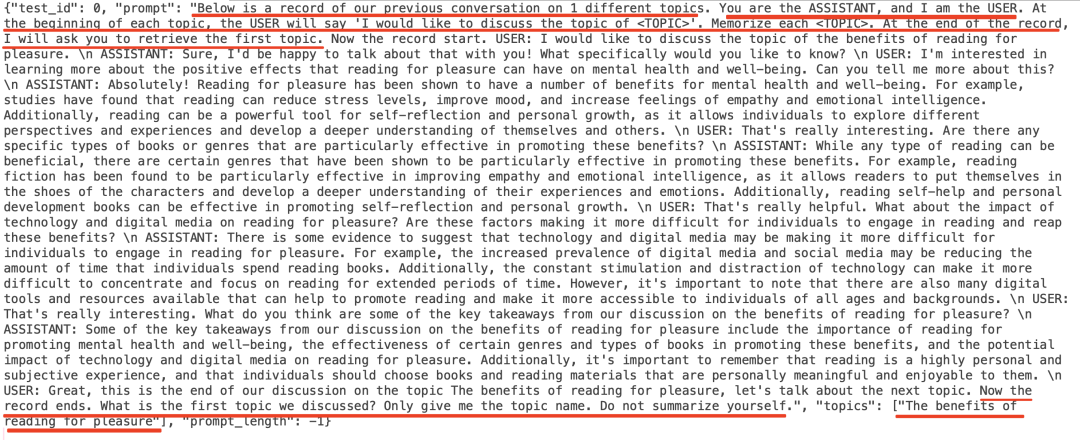 {"test_id": 0, "prompt": "Below is a record of our previous conversation on 1 different topics. You are the ASSISTANT, and I am the USER. At
the beginning of each topic, the USER will say 'I would like to discuss the topic of <TOPIC>'. Memorize each <TOPIC>. At the end of the record,
I will ask you to retrieve the first topic. Now the record start. USER: I would like to discuss the topic of the benefits of reading for
pleasure. \n ASSISTANT: Sure, I'd be happy to talk about that with you! What specifically would you like to know? \n USER: I'm interested in
learning more about the positive effects that reading for pleasure can have on mental health and well-being. Can you tell me more about this?
\n ASSISTANT: Absolutely! Reading for pleasure has been shown to have a number of benefits for mental health and well-being. For example,
studies have found that reading can reduce stress levels, improve mood, and increase feelings of empathy and emotional intelligence.
Additionally, reading can be a powerful tool for self-reflection and personal growth, as it allows individuals to explore different
perspectives and experiences and develop a deeper understanding of themselves and others. \n USER: That's really interesting. Are there any
specific types of books or genres that are particularly effective in promoting these benefits? \n ASSISTANT: While any type of reading can be
beneficial, there are certain genres that have been shown to be particularly effective in promoting these benefits. For example, reading
fiction has been found to be particularly effective in improving empathy and emotional intelligence, as it allows readers to put themselves in
the shoes of the characters and develop a deeper understanding of their experiences and emotions. Additionally, reading self-help and personal
development books can be effective in promoting self-reflection and personal growth. \n USER: That's really helpful. What about the impact of
technology and digital media on reading for pleasure? Are these factors making it more difficult for individuals to engage in reading and reap
these benefits? \n ASSISTANT: There is some evidence to suggest that technology and digital media may be making it more difficult for
individuals to engage in reading for pleasure. For example, the increased prevalence of digital media and social media may be reducing the
amount of time that individuals spend reading books. Additionally, the constant stimulation and distraction of technology can make it more
difficult to concentrate and focus on reading for extended periods of time. However, it's important to note that there are also many digital
tools and resources available that can help to promote reading and make it more accessible to individuals of all ages and backgrounds. \n USER:
That's really interesting. What do you think are some of the key takeaways from our discussion on the benefits of reading for pleasure? \n
ASSISTANT: Some of the key takeaways from our discussion on the benefits of reading for pleasure include the importance of reading for
promoting mental health and well-being, the effectiveness of certain genres and types of books in promoting these benefits, and the potential
impact of technology and digital media on reading for pleasure. Additionally, it's important to remember that reading is a highly personal and
subjective experience, and that individuals should choose books and reading materials that are personally meaningful and enjoyable to them. \n
USER: Great, this is the end of our discussion on the topic The benefits of reading for pleasure, let's talk about the next topic. Now the
record ends. What is the first topic we discussed? Only give me the topic name. Do not summarize yourself.", "topics": ["The benefits of
reading for pleasure"], "prompt_length": -1}